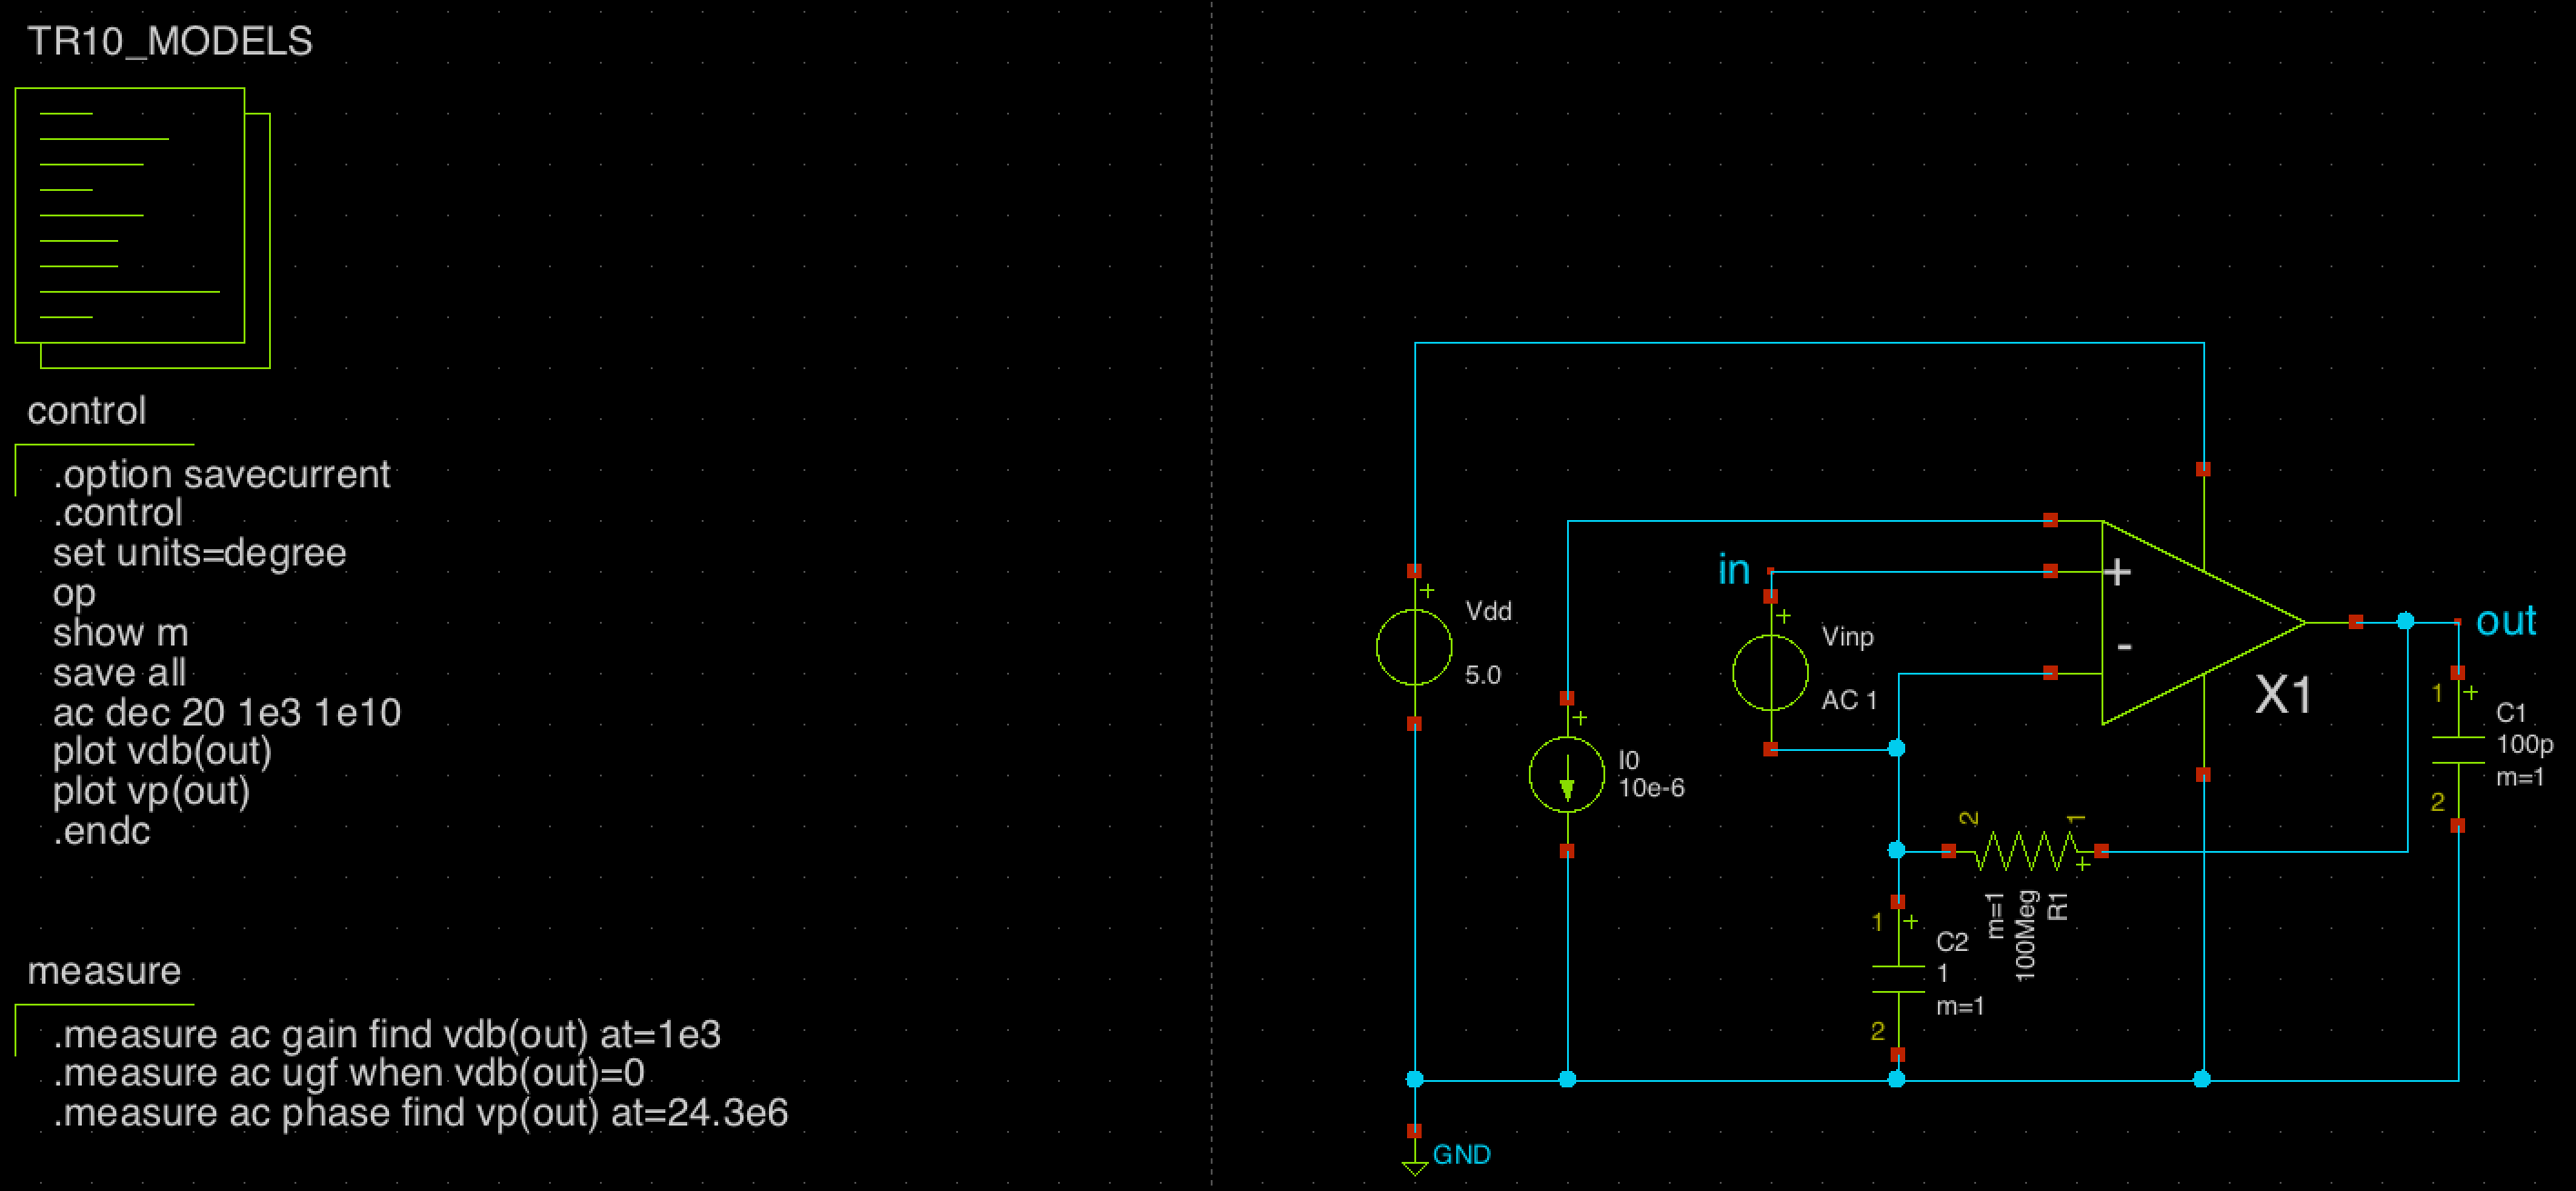 TR10_MODELS
control
.option savecurrent
.control
set units=degree
op
show m
save all
ac dec 20 1e3 1e10
plot vdb(out)
plot vp(out)
.endc
measure
.measure ac gain find vdb(out) at=1e3
.measure ac ugf when vdb(out)=0
.measure ac phase find vp(out) at=24.3e6
Vdd
5.0
I0
10e-6
in
Vinp
AC 1
+
-
X1
out
1
C1
100p
m=1
2
2
1
m=1
100Meg
R1
1
C2
1
m=1
2
GND